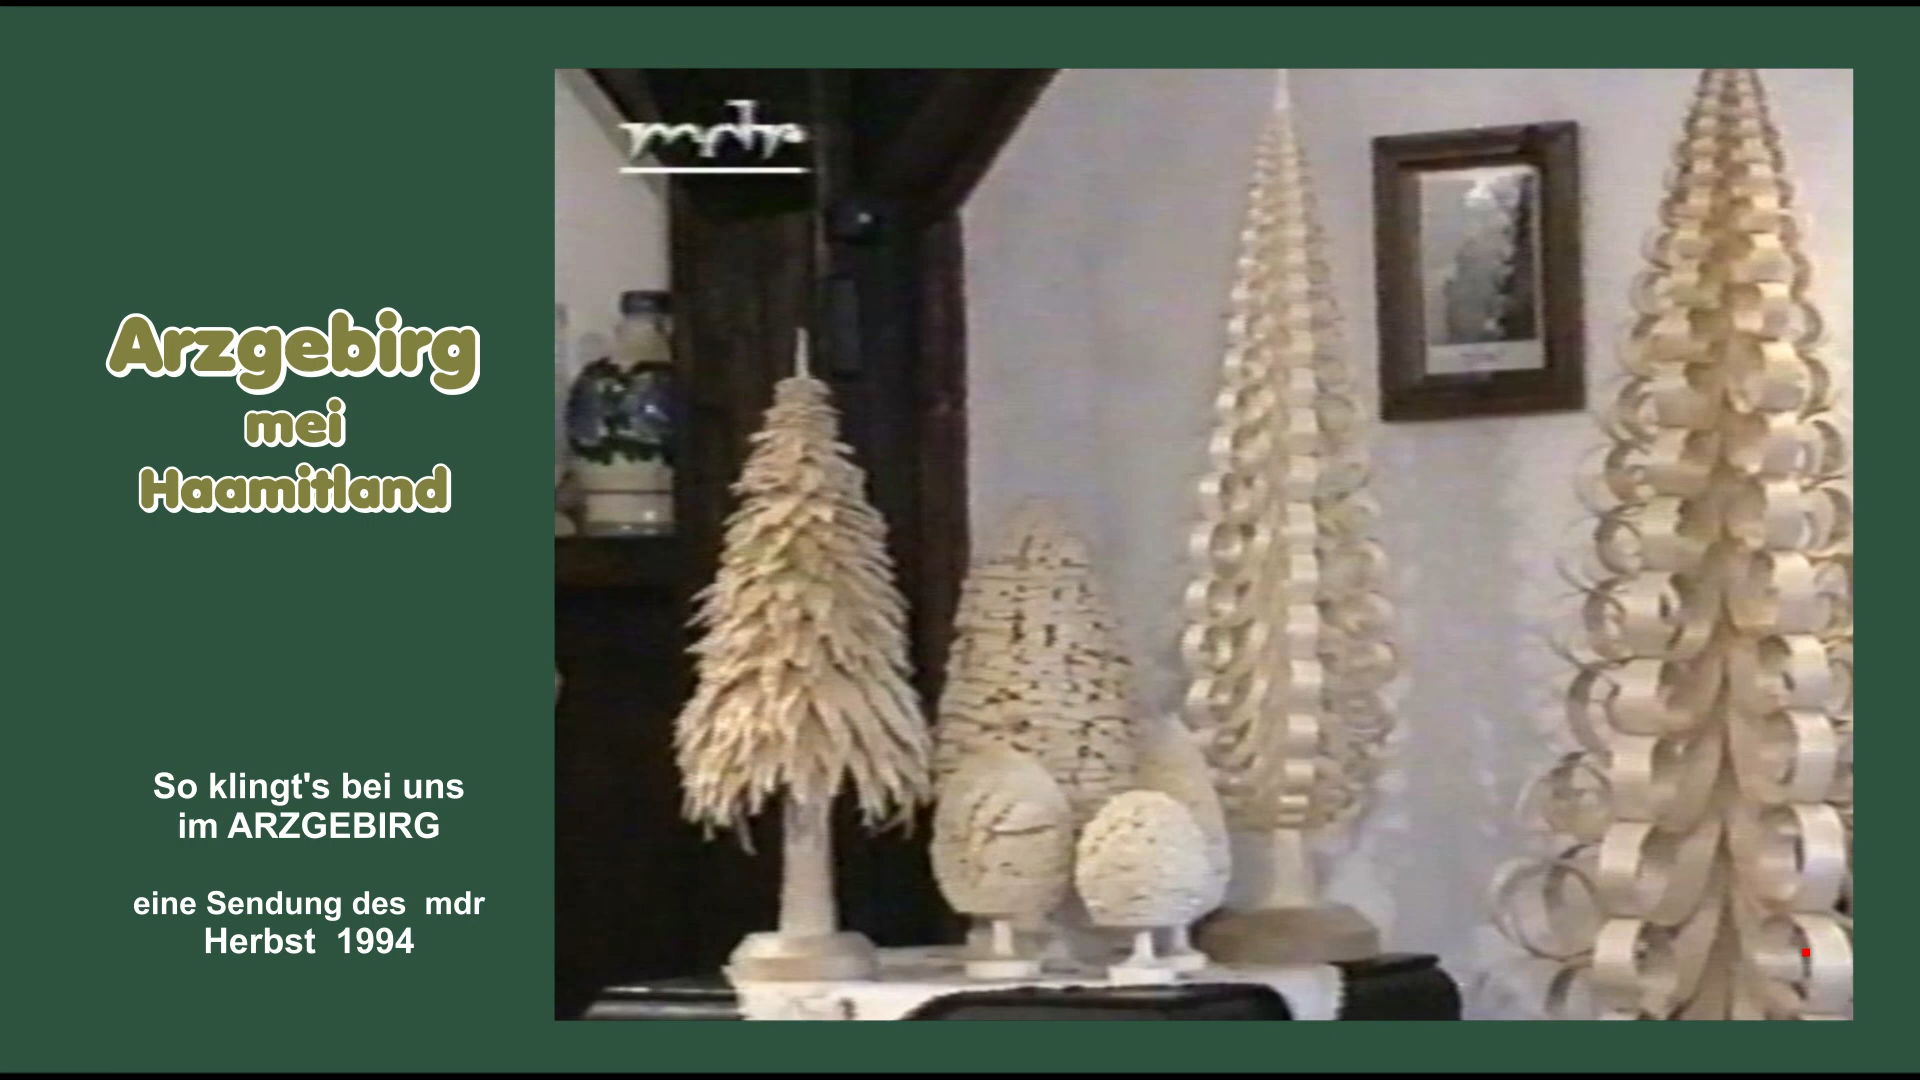 Arzgebirg
mei
Haamitland
So klingt's bei uns
im ARZGEBIRG
eine Sendung des  mdr
Herbst  1994
mdr